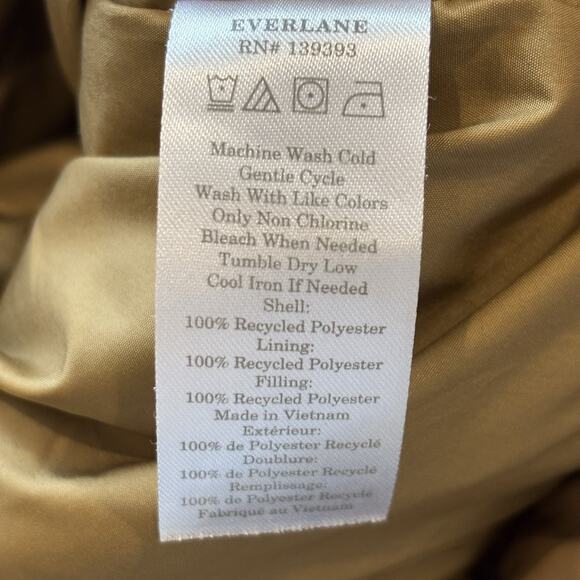 EVERLANE
RN# 139393
Machine Wash Cold
Gentle Cycle
Wash With Like Colors
Only Non Chlorine
Bleach When Needed
Tumble Dry Low
Cool Iron If Needed
Shell:
100% Recycled Polyester
Lining:
100% Recycled Polyester
Filling:
100% Recycled Polyester
Made in Vietnam
Extérieur:
100% de Polyester Recyclé
Doublure:
100% de Polyester Recyclé
Remplissage:
100% de Polyester Recyclé
Fabriqué au Vietnam